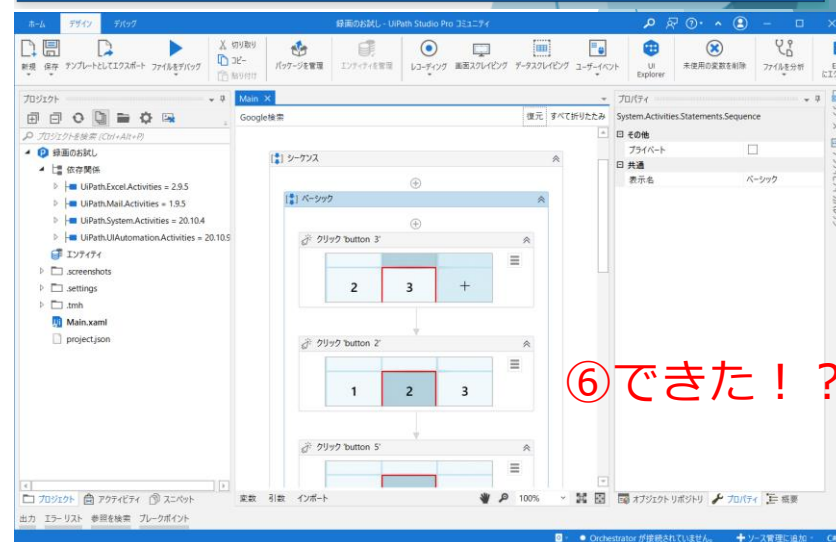 ホーム デザイン デバッグ 録画のお試し - UiPath Studio Pro コミュニティ
新規 保存 テンプレートとしてエクスポート ファイルをデバッグ
切り取り
コピー
貼り付け
パッケージを管理 エンティティを管理 レコーディング 画面スクレイピング データスクレイピング ユーザーイベント UI Explorer 未使用の変数を削除 ファイルを分析
プロジェクト
プロジェクトを検索 (Ctrl+Alt+P)
録画のお試し
依存関係
UiPath.Excel.Activities = 2.9.5
UiPath.Mail.Activities = 1.9.5
UiPath.System.Activities = 20.10.4
UiPath.UIAutomation.Activities = 20.10.9
エンティティ
.screenshots
.settings
.tmh
Main.xaml
project.json
Main
Google検索 復元 すべて折りたたみ
シーケンス
ベーシック
クリック 'button 3'
2 3 +
クリック 'button 2'
1 2 3
クリック 'button 5'
プロパティ
System.Activities.Statements.Sequence
その他
プライベート
共通
表示名 ベーシック
⑥できた！？
プロジェクト アクティビティ スニペット
変数 引数 インポート 100%
オブジェクト リポジトリ プロパティ 概要
出力 エラー リスト 参照を検索 ブレークポイント
Orchestrator が接続されていません。 ソース管理に追加